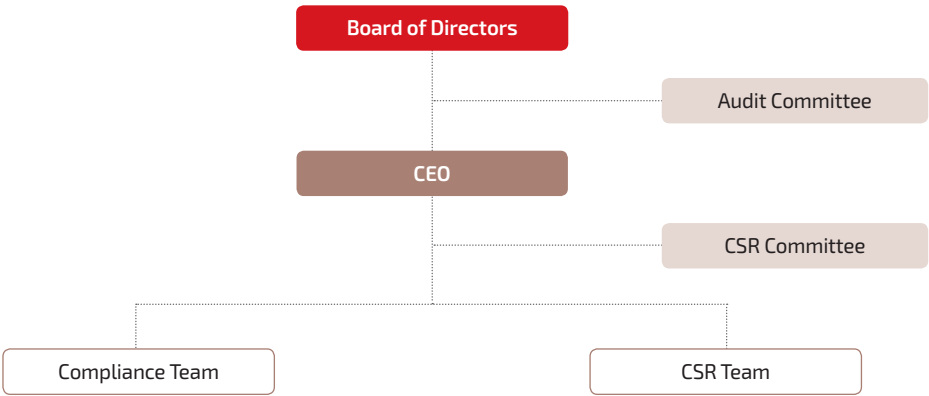 Board of Directors
Audit Committee
CEO
CSR Committee
Compliance Team
CSR Team